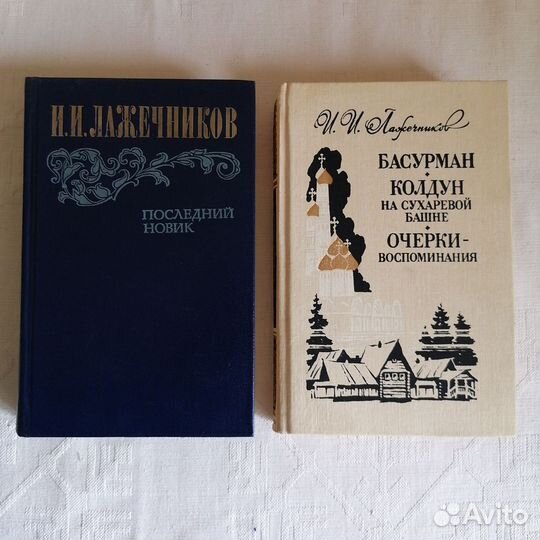 И.И.ЛАЖЕЧНИКОВ
ПОСЛЕДНИЙ
НОВИК
И. И. Лажечников
БАСУРМАН
КОЛДУН
НА СУХАРЕВОЙ
БАШНЕ
ОЧЕРКИ-
ВОСПОМИНАНИЯ
Avito